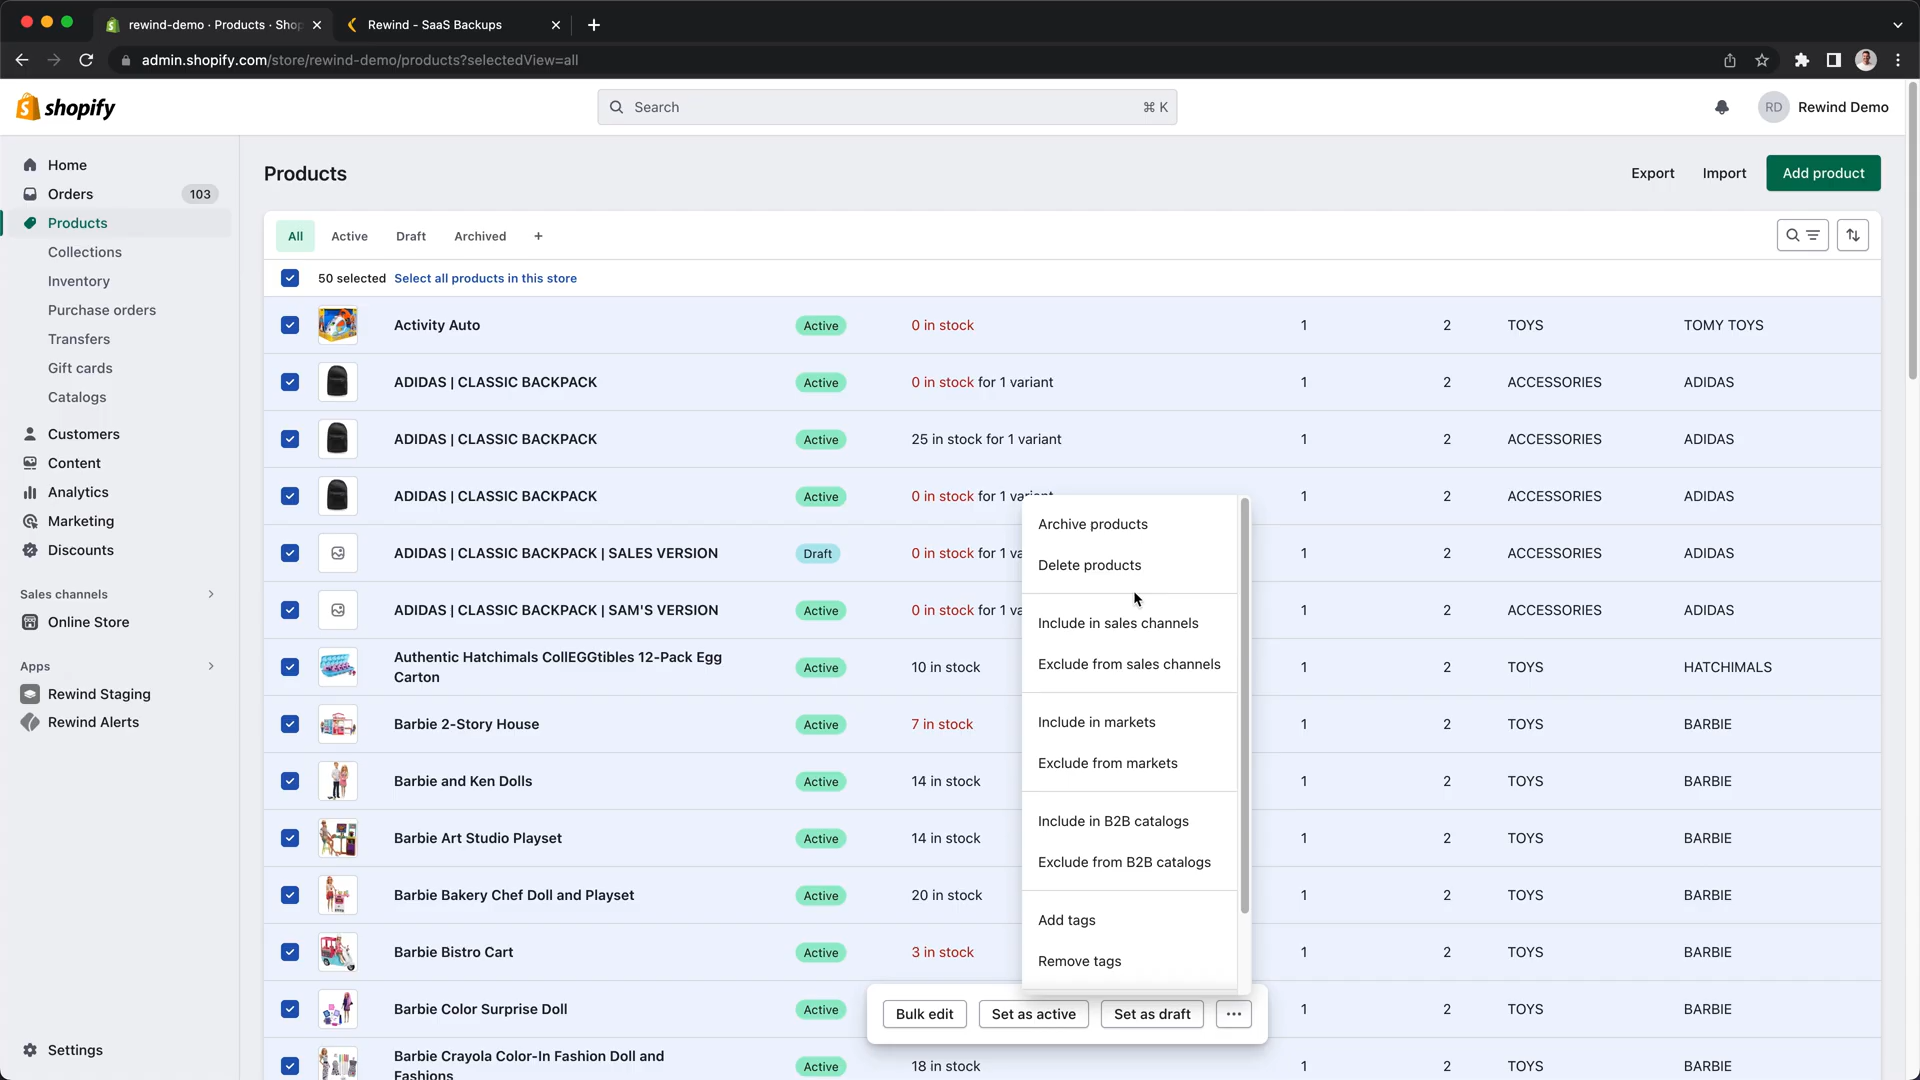 rewind-demo · Products · Shop
Rewind - SaaS Backups
admin.shopify.com/store/rewind-demo/products?selectedView=all
shopify
Search
⌘ K
RD
Rewind Demo
Home
Orders
103
Products
Collections
Inventory
Purchase orders
Transfers
Gift cards
Catalogs
Customers
Content
Analytics
Marketing
Discounts
Sales channels
Online Store
Apps
Rewind Staging
Rewind Alerts
Settings
Products
Export
Import
Add product
All
Active
Draft
Archived
+
50 selected
Select all products in this store
Activity Auto Active 0 in stock 1 2 TOYS TOMY TOYS
ADIDAS | CLASSIC BACKPACK Active 0 in stock for 1 variant 1 2 ACCESSORIES ADIDAS
ADIDAS | CLASSIC BACKPACK Active 25 in stock for 1 variant 1 2 ACCESSORIES ADIDAS
ADIDAS | CLASSIC BACKPACK Active 0 in stock for 1 variant 1 2 ACCESSORIES ADIDAS
ADIDAS | CLASSIC BACKPACK | SALES VERSION Draft 0 in stock for 1 va 1 2 ACCESSORIES ADIDAS
ADIDAS | CLASSIC BACKPACK | SAM'S VERSION Active 0 in stock for 1 va 1 2 ACCESSORIES ADIDAS
Authentic Hatchimals CollEGGtibles 12-Pack Egg
Carton Active 10 in stock 1 2 TOYS HATCHIMALS
Barbie 2-Story House Active 7 in stock 1 2 TOYS BARBIE
Barbie and Ken Dolls Active 14 in stock 1 2 TOYS BARBIE
Barbie Art Studio Playset Active 14 in stock 1 2 TOYS BARBIE
Barbie Bakery Chef Doll and Playset Active 20 in stock 1 2 TOYS BARBIE
Barbie Bistro Cart Active 3 in stock 1 2 TOYS BARBIE
Barbie Color Surprise Doll Active 1 2 TOYS BARBIE
Barbie Crayola Color-In Fashion Doll and
Fashions Active 18 in stock 1 2 TOYS BARBIE
Archive products
Delete products
Include in sales channels
Exclude from sales channels
Include in markets
Exclude from markets
Include in B2B catalogs
Exclude from B2B catalogs
Add tags
Remove tags
Bulk edit
Set as active
Set as draft